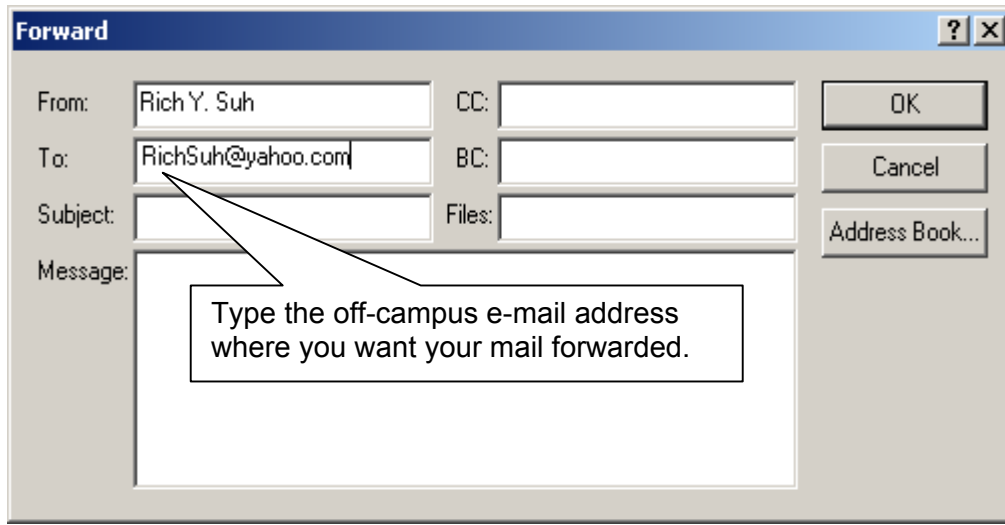 Forward
From: Rich Y. Suh CC: OK
To: RichSuh@yahoo.com BC: Cancel
Subject: Files: Address Book...
Message:
Type the off-campus e-mail address
where you want your mail forwarded.